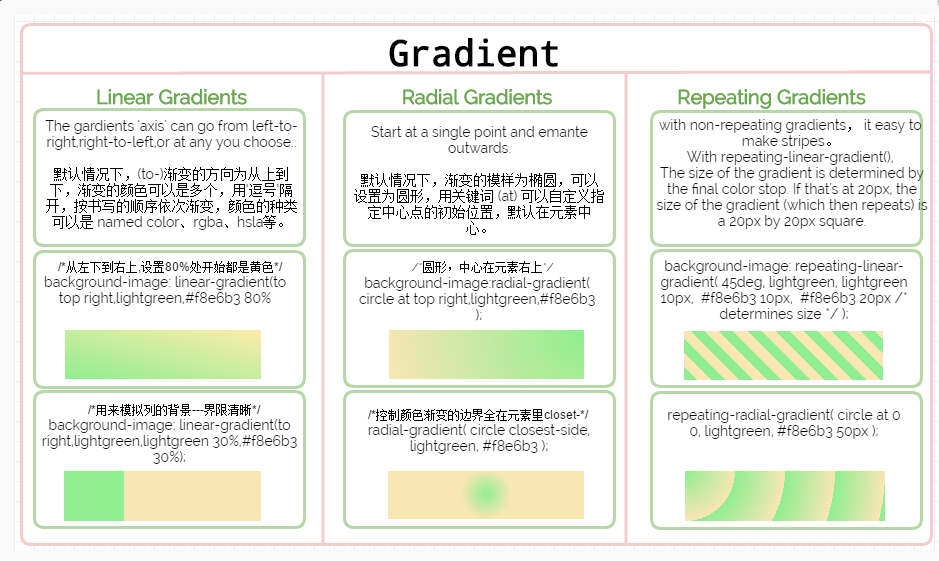 Gradient
Linear Gradients
The gardients 'axis' can go from left-to-
right,right-to-left,or at any you choose..
默认情况下，(to-)渐变的方向为从上到
下，渐变的颜色可以是多个，用'逗号'隔
开，按书写的顺序依次渐变，颜色的种类
可以是 named color、rgba、hsla等。
/*从左下到右上,设置80%处开始都是黄色*/
background-image: linear-gradient(to
top right,lightgreen,#f8e6b3 80%
/*用来模拟列的背景---界限清晰*/
background-image: linear-gradient(to
right,lightgreen,lightgreen 30%,#f8e6b3
30%);
Radial Gradients
Start at a single point and emante
outwards.
默认情况下，渐变的模样为椭圆，可以
设置为圆形，用关键词 (at) 可以自定义指
定中心点的初始位置，默认在元素中
心。
/*圆形，中心在元素右上*/
background-image:radial-gradient(
circle at top right,lightgreen,#f8e6b3
);
/*控制颜色渐变的边界全在元素里closet-*/
radial-gradient( circle closest-side,
lightgreen, #f8e6b3 );
Repeating Gradients
with non-repeating gradients， it easy to
make stripes。
With repeating-linear-gradient(),
The size of the gradient is determined by
the final color stop. If that's at 20px, the
size of the gradient (which then repeats) is
a 20px by 20px square.
background-image: repeating-linear-
gradient( 45deg, lightgreen, lightgreen
10px, #f8e6b3 10px, #f8e6b3 20px /*
determines size */ );
repeating-radial-gradient( circle at 0
0, lightgreen, #f8e6b3 50px );